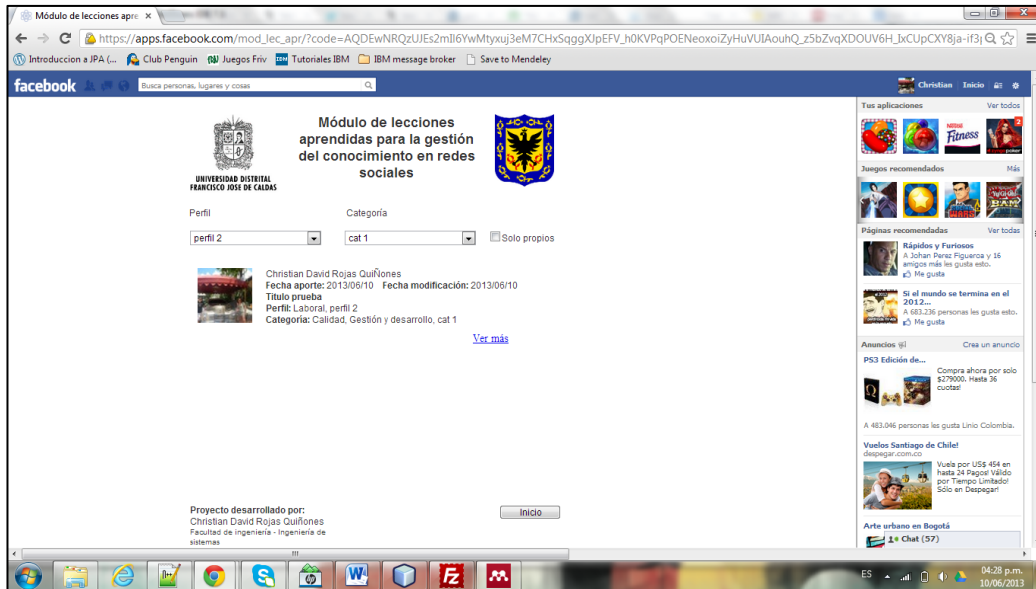 Módulo de lecciones apre
https://apps.facebook.com/mod_lec_apr/?code=
Introduccion a JPA (...
Club Penguin
Juegos Friv
Tutoriales IBM
IBM message broker
Save to Mendeley
facebook
Busca personas, lugares y cosas
Christian
Inicio
UNIVERSIDAD DISTRITAL
FRANCISCO JOSE DE CALDAS
Módulo de lecciones
aprendidas para la gestión
del conocimiento en redes
sociales
Perfil
Categoría
perfil 2
cat 1
Solo propios
Christian David Rojas QuiÑones
Fecha aporte: 2013/06/10 Fecha modificación: 2013/06/10
Titulo prueba
Perfil: Laboral, perfil 2
Categoria: Calidad, Gestión y desarrollo, cat 1
Ver más
Proyecto desarrollado por:
Christian David Rojas Quiñones
Facultad de ingeniería - Ingeniería de
sistemas
Inicio
Tus aplicaciones
Ver todos
Fitness
2
Juegos recomendados
Más
Páginas recomendadas
Ver todas
Rápidos y Furiosos
A Johan Perez Figueroa y 16
amigos más les gusta esto.
Me gusta
Si el mundo se termina en el
2012...
A 683.236 personas les gusta esto.
Me gusta
Anuncios
Crea un anuncio
PS3 Edición de...
Compra ahora por solo
$279000. Hasta 36
cuotas!
A 483.046 personas les gusta Linio Colombia.
Vuelos Santiago de Chile!
despegar.com.co
Vuela por US$ 454 en
hasta 24 Pagos! Válido
por Tiempo Limitado!
Sólo en Despegar!
Arte urbano en Bogotá
Chat (57)
ES
04:28 p.m.
10/06/2013